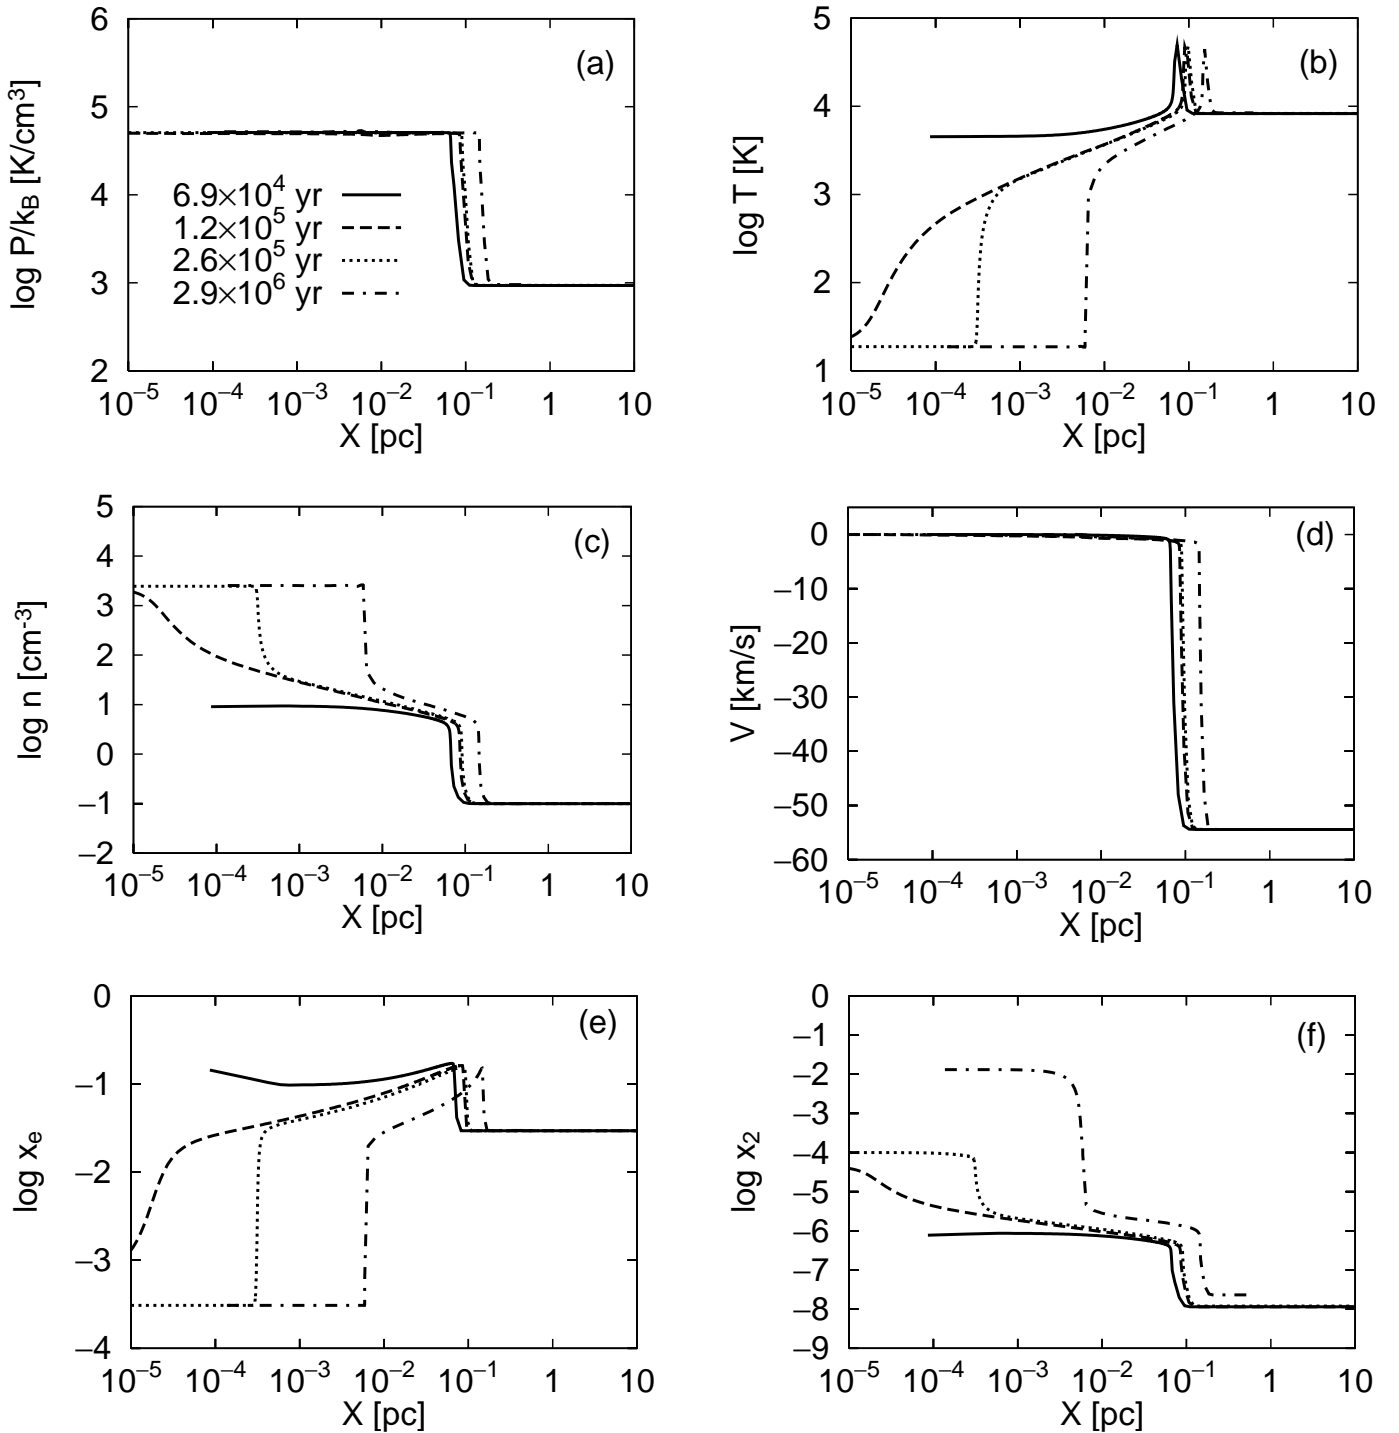 (a)
log P/k_B [K/cm^3]
6
5
4
3
2
6.9×10^4 yr
1.2×10^5 yr
2.6×10^5 yr
2.9×10^6 yr
10^−5 10^−4 10^−3 10^−2 10^−1 1 10
X [pc]
(b)
log T [K]
5
4
3
2
1
10^−5 10^−4 10^−3 10^−2 10^−1 1 10
X [pc]
(c)
log n [cm^-3]
5
4
3
2
1
0
−1
−2
10^−5 10^−4 10^−3 10^−2 10^−1 1 10
X [pc]
(d)
V [km/s]
0
−10
−20
−30
−40
−50
−60
10^−5 10^−4 10^−3 10^−2 10^−1 1 10
X [pc]
(e)
log x_e
0
−1
−2
−3
−4
10^−5 10^−4 10^−3 10^−2 10^−1 1 10
X [pc]
(f)
log x_2
0
−1
−2
−3
−4
−5
−6
−7
−8
−9
10^−5 10^−4 10^−3 10^−2 10^−1 1 10
X [pc]